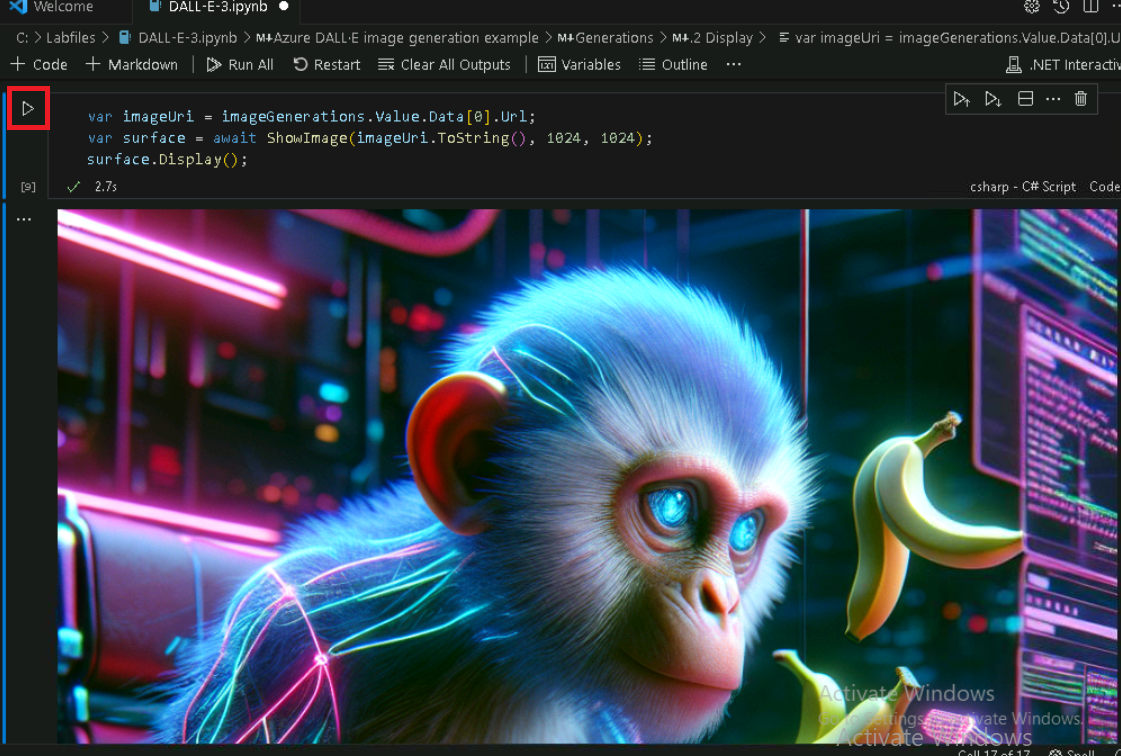 Welcome
DALL-E-3.ipynb
C: > Labfiles > DALL-E-3.ipynb > M↓Azure DALL·E image generation example > M↓Generations > M↓.2 Display > var imageUri = imageGenerations.Value.Data[0].U
+ Code + Markdown Run All Restart Clear All Outputs Variables Outline ··· .NET Interactiv
var imageUri = imageGenerations.Value.Data[0].Url;
var surface = await ShowImage(imageUri.ToString(), 1024, 1024);
surface.Display();
[9] ✓ 2.7s csharp - C# Script Code
Activate Windows
Go to Settings to activate Windows.
Activate Windows
Cell 17 of 17 Spell